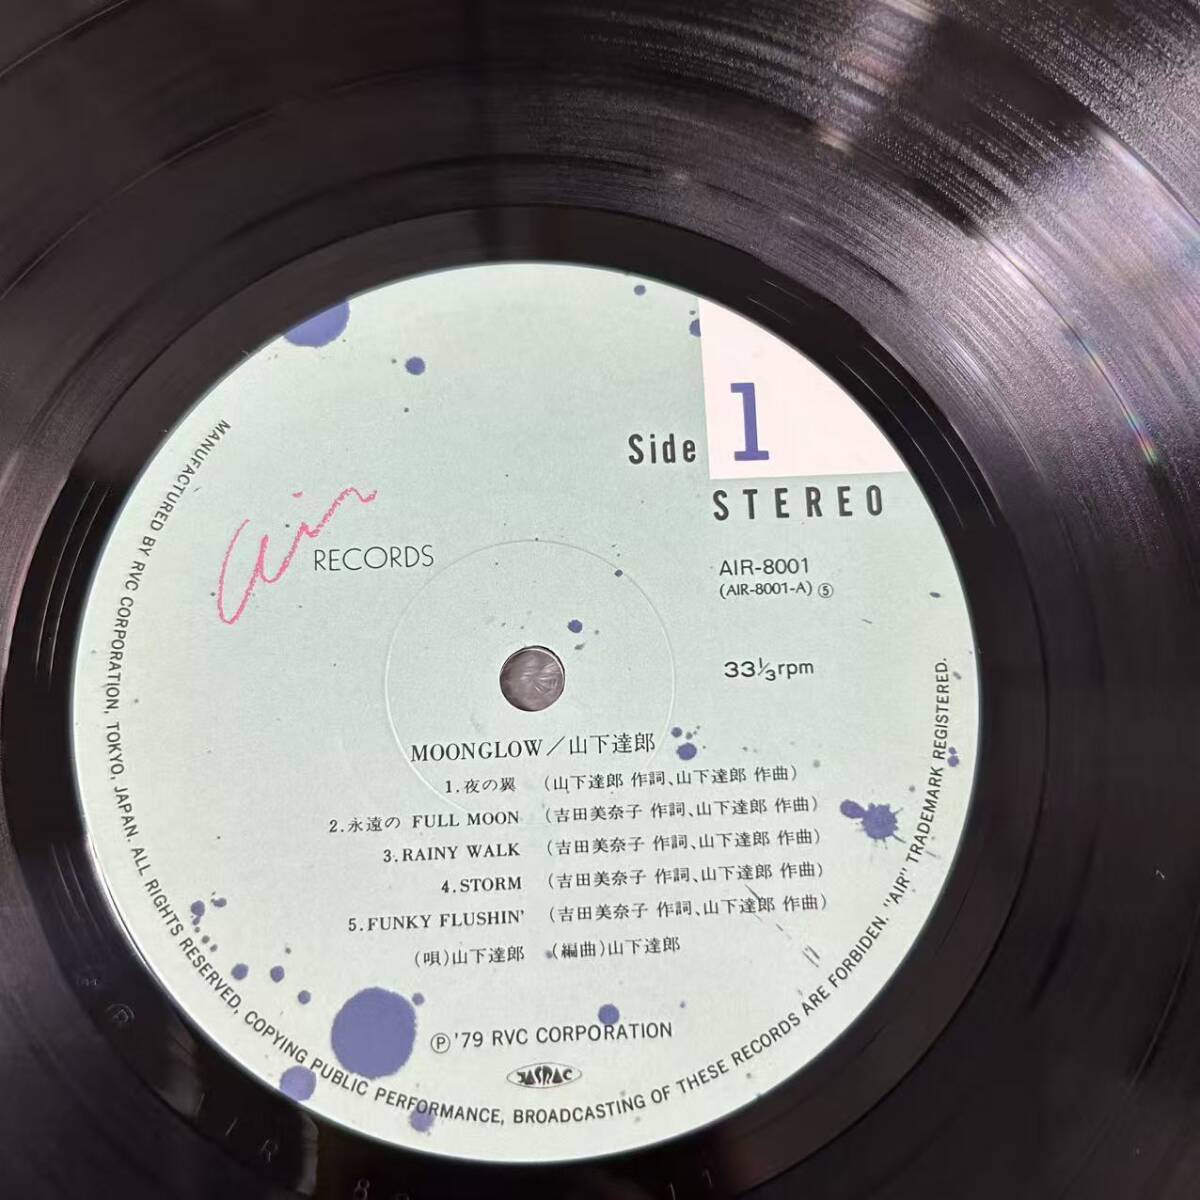 Side 1
STEREO
air RECORDS
AIR-8001
(AIR-8001-A) ⑤
33 1/3 rpm
MOONGLOW／山下達郎
1.夜の翼 (山下達郎 作詞、山下達郎 作曲)
2.永遠の FULL MOON (吉田美奈子 作詞、山下達郎 作曲)
3.RAINY WALK (吉田美奈子 作詞、山下達郎 作曲)
4.STORM (吉田美奈子 作詞、山下達郎 作曲)
5.FUNKY FLUSHIN' (吉田美奈子 作詞、山下達郎 作曲)
(唄)山下達郎 (編曲)山下達郎
Ⓟ'79 RVC CORPORATION
JASRAC
MANUFACTURED BY RVC CORPORATION, TOKYO, JAPAN. ALL RIGHTS RESERVED, COPYING PUBLIC PERFORMANCE, BROADCASTING OF THESE RECORDS ARE FORBIDEN. "AIR" TRADEMARK REGISTERED.